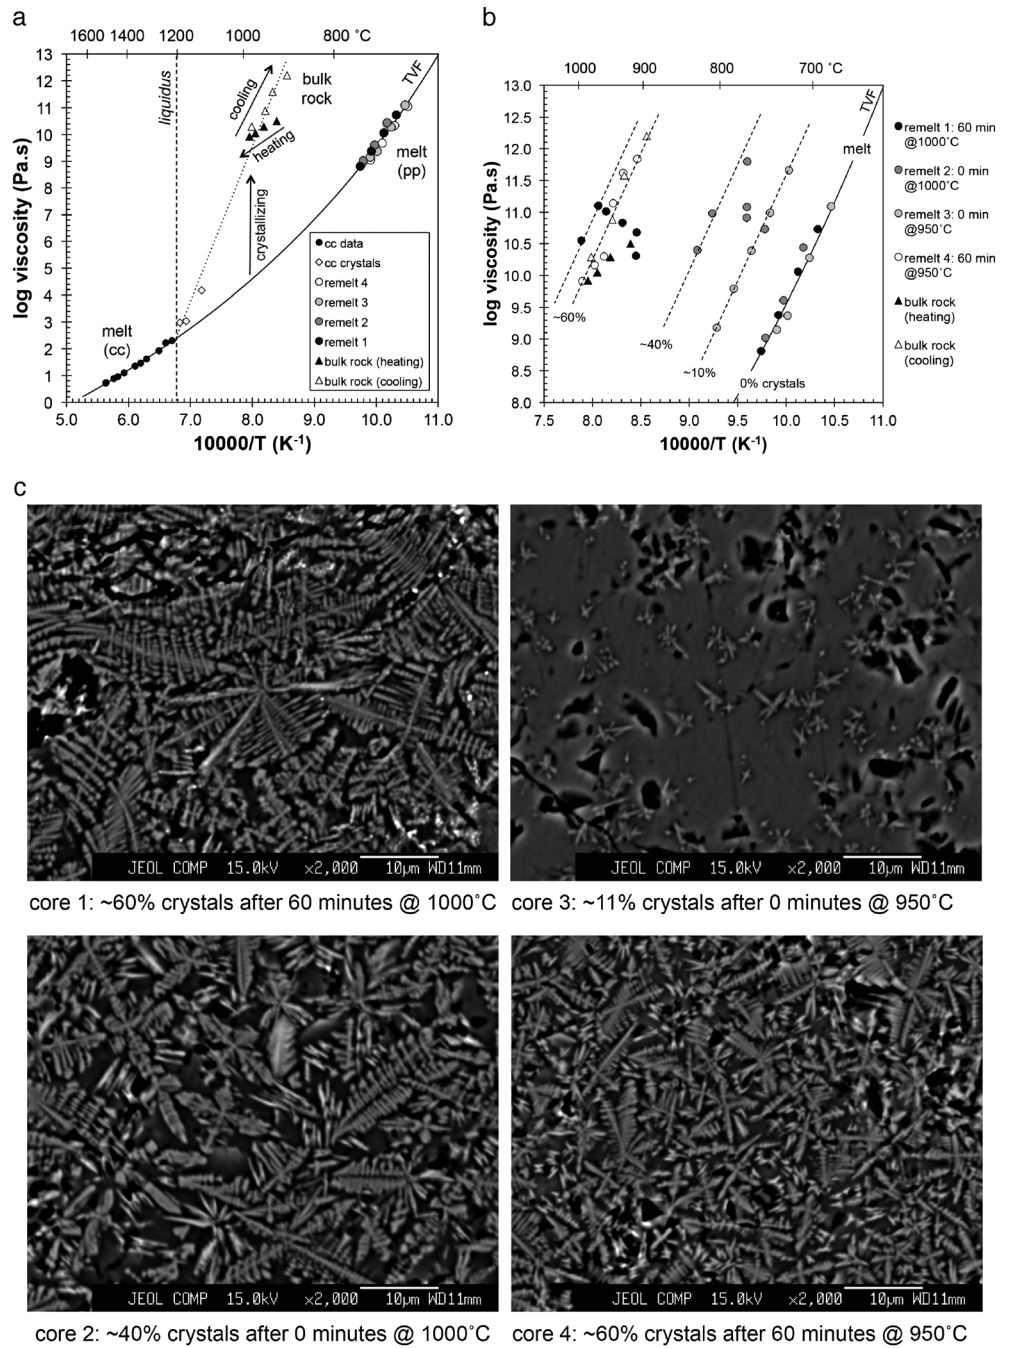 a
1600 1400 1200 1000 800 ˚C
13
12
11
10
9
8
7
6
5
4
3
2
1
0
log viscosity (Pa.s)
liquidus
cooling
bulk
rock
heating
crystallizing
TVF
melt
(pp)
melt
(cc)
cc data
cc crystals
remelt 4
remelt 3
remelt 2
remelt 1
bulk rock (heating)
bulk rock (cooling)
5.0 6.0 7.0 8.0 9.0 10.0 11.0
10000/T (K-1)
b
1000 900 800 700 ˚C
13.0
12.5
12.0
11.5
11.0
10.5
10.0
9.5
9.0
8.5
8.0
log viscosity (Pa.s)
TVF
melt
~60%
~40%
~10%
0% crystals
7.5 8.0 8.5 9.0 9.5 10.0 10.5 11.0
10000/T (K-1)
remelt 1: 60 min
@1000˚C
remelt 2: 0 min
@1000˚C
remelt 3: 0 min
@950˚C
remelt 4: 60 min
@950˚C
bulk rock
(heating)
bulk rock
(cooling)
c
JEOL COMP 15.0kV ×2,000 10µm WD11mm
JEOL COMP 15.0kV ×2,000 10µm WD11mm
core 1: ~60% crystals after 60 minutes @ 1000˚C
core 3: ~11% crystals after 0 minutes @ 950˚C
JEOL COMP 15.0kV ×2,000 10µm WD11mm
JEOL COMP 15.0kV ×2,000 10µm WD11mm
core 2: ~40% crystals after 0 minutes @ 1000˚C
core 4: ~60% crystals after 60 minutes @ 950˚C